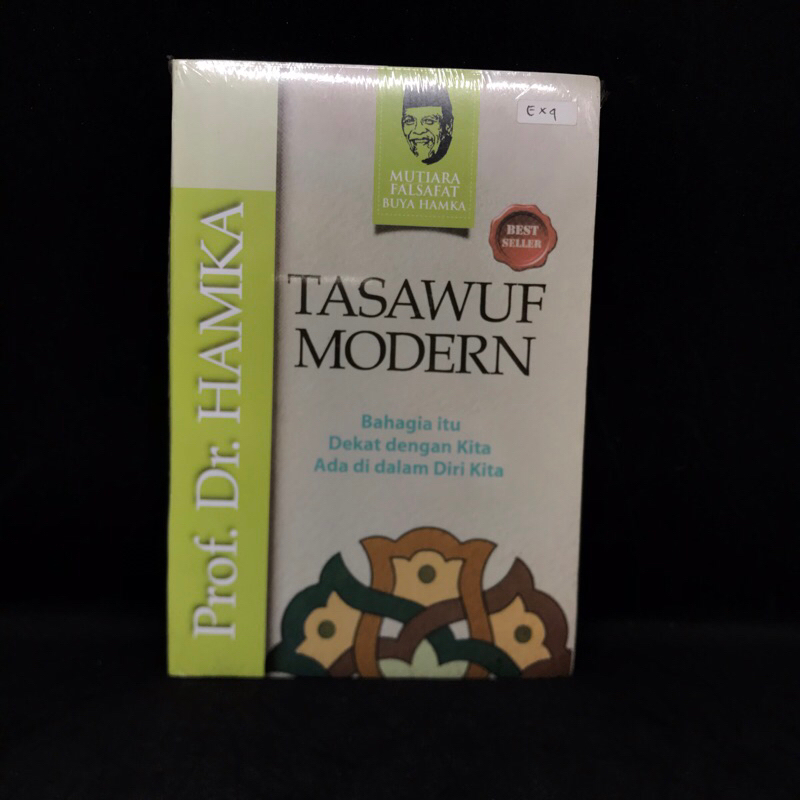 Ex9
MUTIARA
FALSAFAT
BUYA HAMKA
BEST
SELLER
Prof. Dr. HAMKA
TASAWUF
MODERN
Bahagia itu
Dekat dengan Kita
Ada di dalam Diri Kita